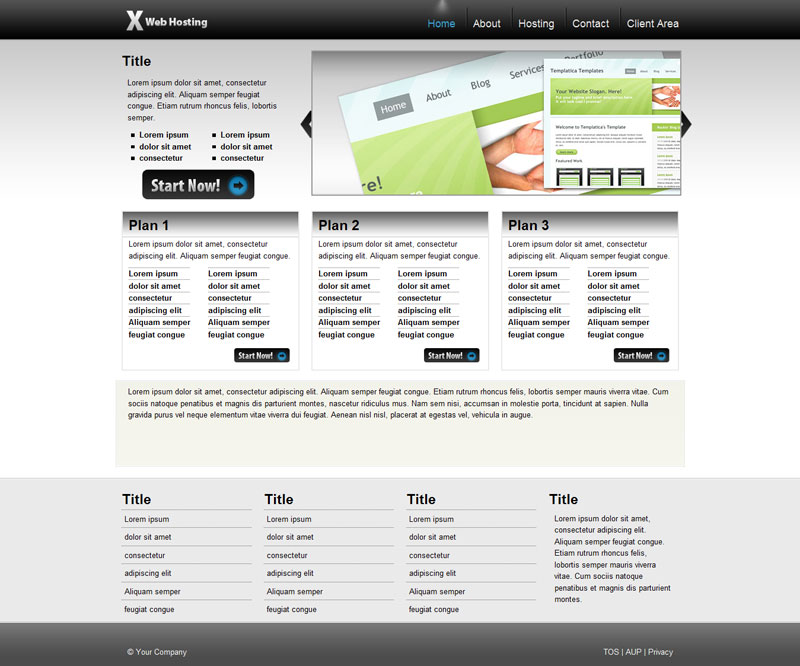 X Web Hosting
Home About Hosting Contact Client Area
Title
Lorem ipsum dolor sit amet, consectetur
adipiscing elit. Aliquam semper feugiat
congue. Etiam rutrum rhoncus felis, lobortis
semper.
Lorem ipsum
dolor sit amet
consectetur
Lorem ipsum
dolor sit amet
consectetur
Start Now!
Home About Blog Services Portfolio
re!
Templatica Templates
Home About Blog Services
Your Website Slogan. Here!
Welcome to Templatica's Template
Featured Work
Plan 1
Lorem ipsum dolor sit amet, consectetur
adipiscing elit. Aliquam semper feugiat congue.
Lorem ipsum
dolor sit amet
consectetur
adipiscing elit
Aliquam semper
feugiat congue
Lorem ipsum
dolor sit amet
consectetur
adipiscing elit
Aliquam semper
feugiat congue
Start Now!
Plan 2
Lorem ipsum dolor sit amet, consectetur
adipiscing elit. Aliquam semper feugiat congue.
Lorem ipsum
dolor sit amet
consectetur
adipiscing elit
Aliquam semper
feugiat congue
Lorem ipsum
dolor sit amet
consectetur
adipiscing elit
Aliquam semper
feugiat congue
Start Now!
Plan 3
Lorem ipsum dolor sit amet, consectetur
adipiscing elit. Aliquam semper feugiat congue.
Lorem ipsum
dolor sit amet
consectetur
adipiscing elit
Aliquam semper
feugiat congue
Lorem ipsum
dolor sit amet
consectetur
adipiscing elit
Aliquam semper
feugiat congue
Start Now!
Lorem ipsum dolor sit amet, consectetur adipiscing elit. Aliquam semper feugiat congue. Etiam rutrum rhoncus felis, lobortis semper mauris viverra vitae. Cum
sociis natoque penatibus et magnis dis parturient montes, nascetur ridiculus mus. Nam sem nisi, accumsan in molestie porta, tincidunt at sapien. Nulla
gravida purus vel neque elementum vitae viverra dui feugiat. Aenean nisl nisl, placerat at egestas vel, vehicula in augue.
Title
Lorem ipsum
dolor sit amet
consectetur
adipiscing elit
Aliquam semper
feugiat congue
Title
Lorem ipsum
dolor sit amet
consectetur
adipiscing elit
Aliquam semper
feugiat congue
Title
Lorem ipsum
dolor sit amet
consectetur
adipiscing elit
Aliquam semper
feugiat congue
Title
Lorem ipsum dolor sit amet,
consectetur adipiscing elit.
Aliquam semper feugiat congue.
Etiam rutrum rhoncus felis,
lobortis semper mauris viverra
vitae. Cum sociis natoque
penatibus et magnis parturient
montes.
© Your Company
TOS | AUP | Privacy